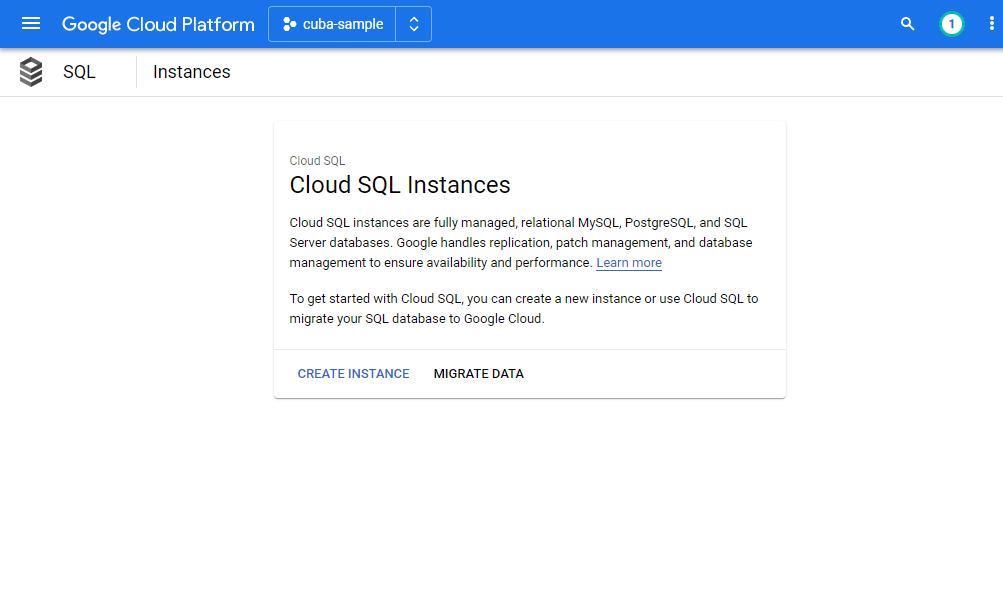 Google Cloud Platform cuba-sample 1
SQL Instances
Cloud SQL
Cloud SQL Instances
Cloud SQL instances are fully managed, relational MySQL, PostgreSQL, and SQL
Server databases. Google handles replication, patch management, and database
management to ensure availability and performance. Learn more
To get started with Cloud SQL, you can create a new instance or use Cloud SQL to
migrate your SQL database to Google Cloud.
CREATE INSTANCE MIGRATE DATA